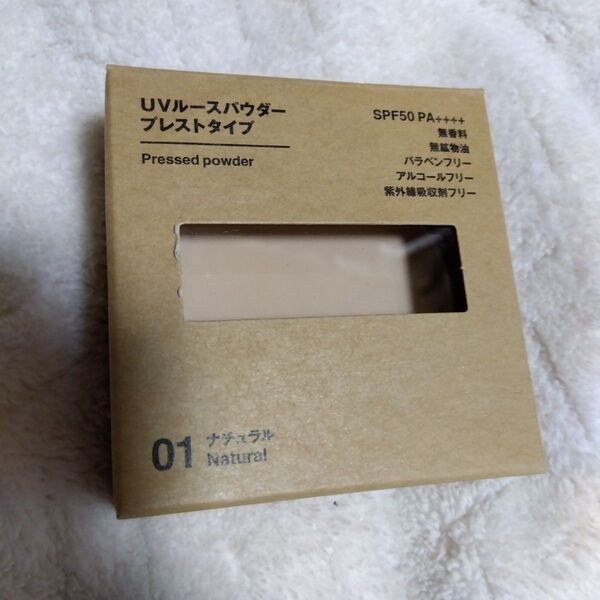 UVルースパウダー
プレストタイプ
Pressed powder
SPF50 PA++++
無香料
無鉱物油
パラベンフリー
アルコールフリー
紫外線吸収剤フリー
01 ナチュラル
Natural